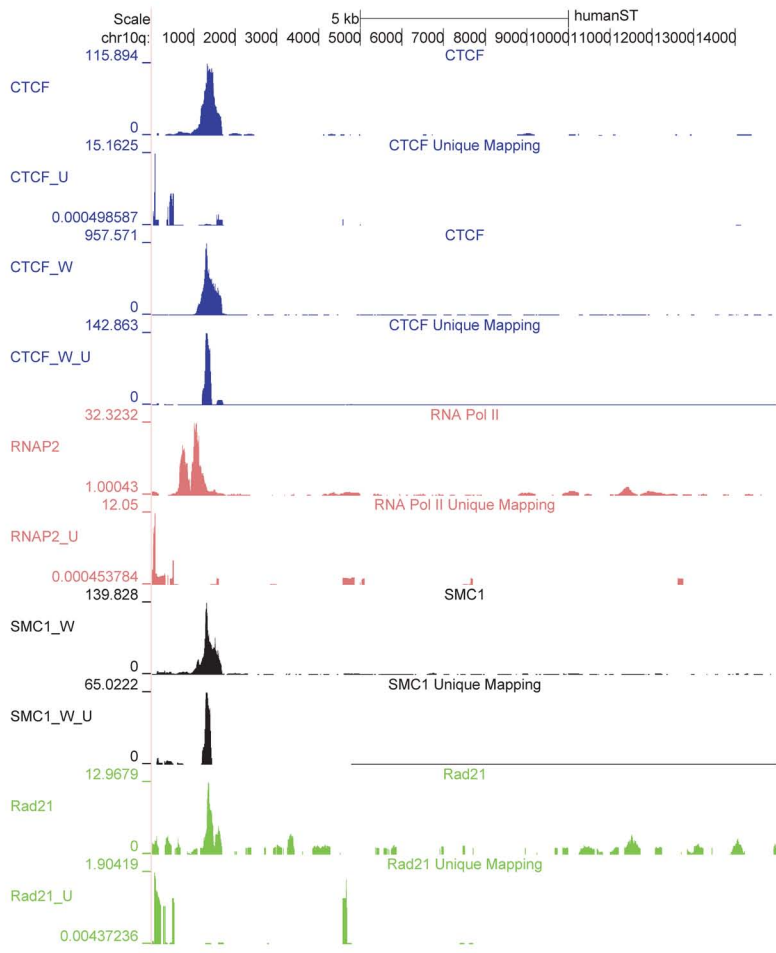 Scale 5 kb humanST
chr10q: 1000 2000 3000 4000 5000 6000 7000 8000 9000 10000 11000 12000 13000 14000
115.894 CTCF
CTCF
0
15.1625 CTCF Unique Mapping
CTCF_U
0.000498587
957.571 CTCF
CTCF_W
0
142.863 CTCF Unique Mapping
CTCF_W_U
0
32.3232 RNA Pol II
RNAP2
1.00043
12.05 RNA Pol II Unique Mapping
RNAP2_U
0.000453784
139.828 SMC1
SMC1_W
0
65.0222 SMC1 Unique Mapping
SMC1_W_U
0
12.9679 Rad21
Rad21
0
1.90419 Rad21 Unique Mapping
Rad21_U
0.00437236